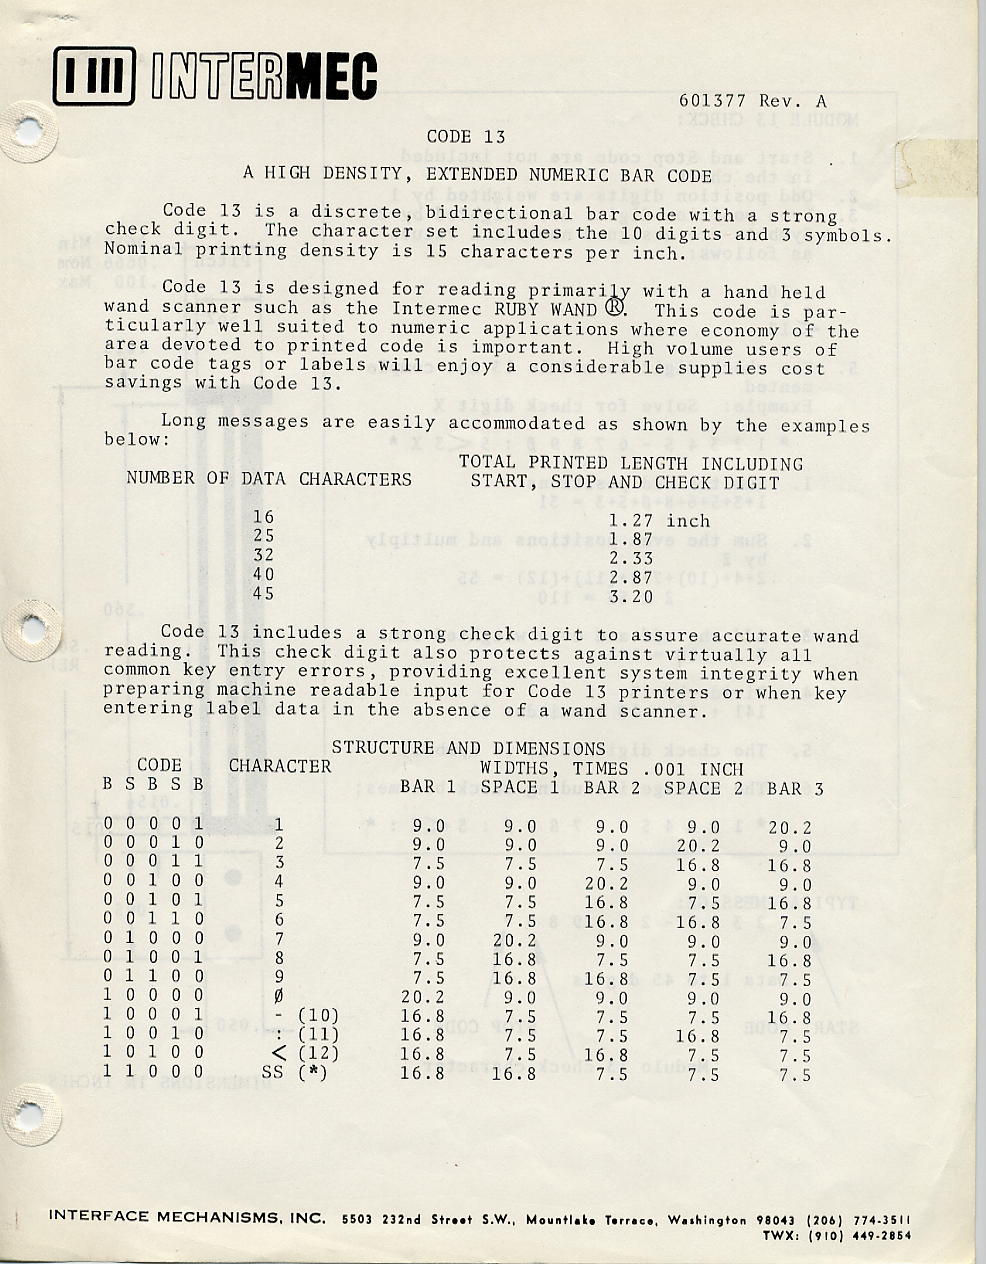 INTERMEC
601377 Rev. A
CODE 13
A HIGH DENSITY, EXTENDED NUMERIC BAR CODE
Code 13 is a discrete, bidirectional bar code with a strong
check digit. The character set includes the 10 digits and 3 symbols.
Nominal printing density is 15 characters per inch.
Code 13 is designed for reading primarily with a hand held
wand scanner such as the Intermec RUBY WAND ®. This code is par-
ticularly well suited to numeric applications where economy of the
area devoted to printed code is important. High volume users of
bar code tags or labels will enjoy a considerable supplies cost
savings with Code 13.
Long messages are easily accommodated as shown by the examples
below:
TOTAL PRINTED LENGTH INCLUDING
NUMBER OF DATA CHARACTERS START, STOP AND CHECK DIGIT
16 1.27 inch
25 1.87
32 2.33
40 2.87
45 3.20
Code 13 includes a strong check digit to assure accurate wand
reading. This check digit also protects against virtually all
common key entry errors, providing excellent system integrity when
preparing machine readable input for Code 13 printers or when key
entering label data in the absence of a wand scanner.
STRUCTURE AND DIMENSIONS
CODE CHARACTER WIDTHS, TIMES .001 INCH
B S B S B BAR 1 SPACE 1 BAR 2 SPACE 2 BAR 3
0 0 0 0 1 1 9.0 9.0 9.0 9.0 20.2
0 0 0 1 0 2 9.0 9.0 9.0 20.2 9.0
0 0 0 1 1 3 7.5 7.5 7.5 16.8 16.8
0 0 1 0 0 4 9.0 9.0 20.2 9.0 9.0
0 0 1 0 1 5 7.5 7.5 16.8 7.5 16.8
0 0 1 1 0 6 7.5 7.5 16.8 16.8 7.5
0 1 0 0 0 7 9.0 20.2 9.0 9.0 9.0
0 1 0 0 1 8 7.5 16.8 7.5 7.5 16.8
0 1 1 0 0 9 7.5 16.8 16.8 7.5 7.5
1 0 0 0 0 Ø 20.2 9.0 9.0 9.0 9.0
1 0 0 0 1 - (10) 16.8 7.5 7.5 7.5 16.8
1 0 0 1 0 : (11) 16.8 7.5 7.5 16.8 7.5
1 0 1 0 0 < (12) 16.8 7.5 16.8 7.5 7.5
1 1 0 0 0 SS (*) 16.8 16.8 7.5 7.5 7.5
INTERFACE MECHANISMS, INC. 5503 232nd Street S.W., Mountlake Terrace, Washington 98043 (206) 774-3511
TWX: (910) 449-2854